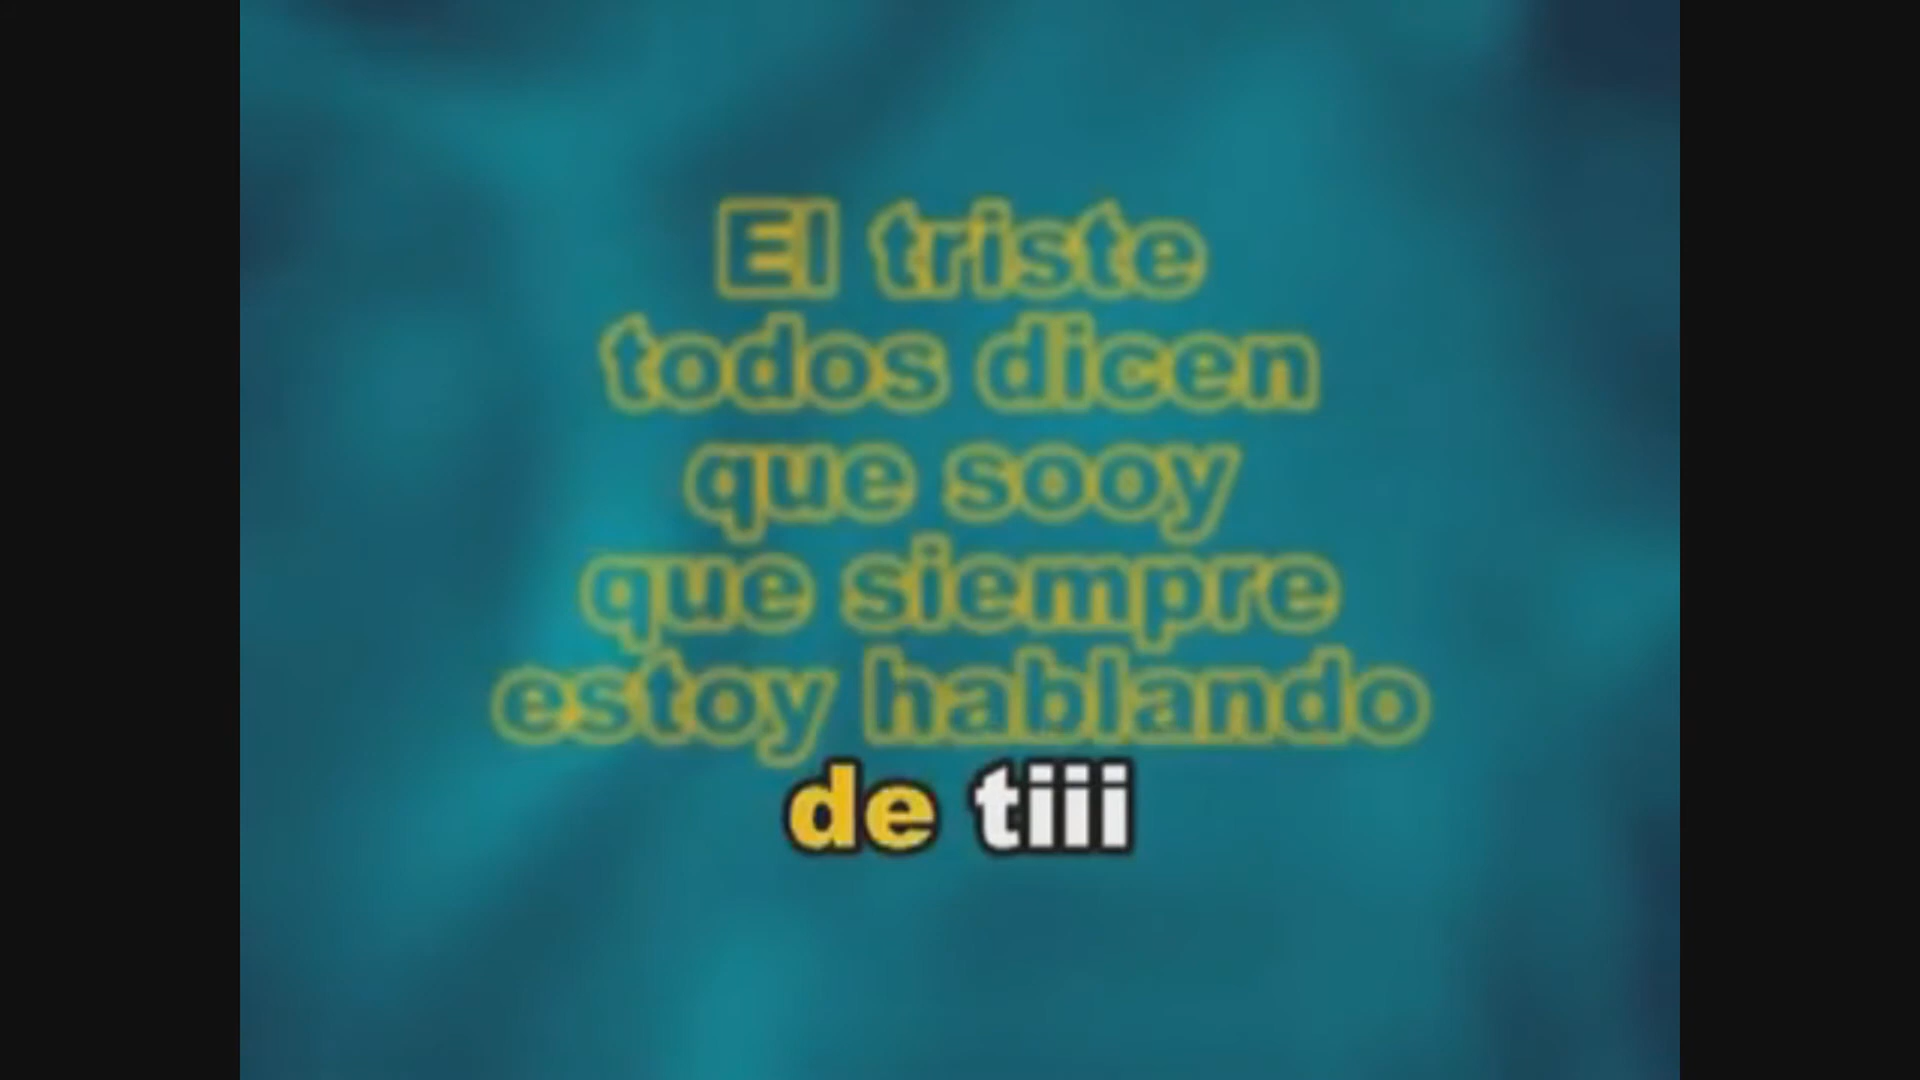 El triste
todos dicen
que sooy
que siempre
estoy hablando
de tiii